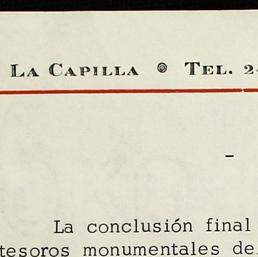 LA CAPILLA ๏ TEL. 2
-
La conclusión final
tesoros monumentales de